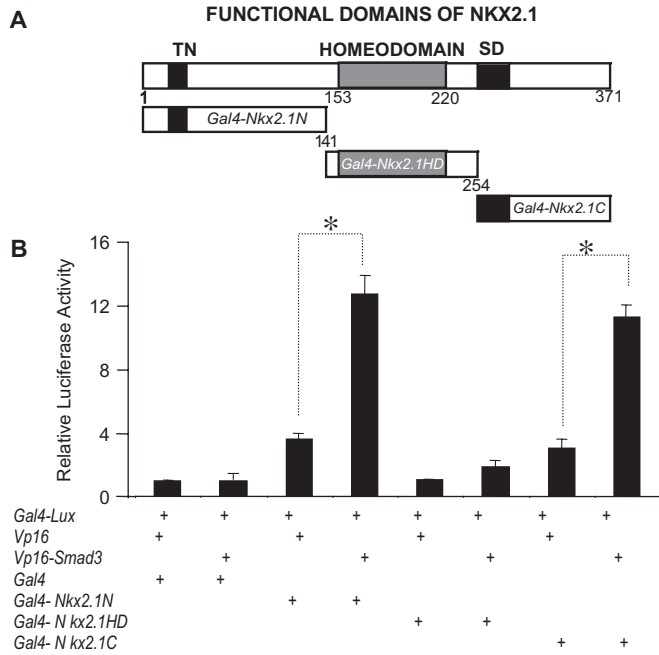 A
FUNCTIONAL DOMAINS OF NKX2.1
TN HOMEODOMAIN SD
1 153 220 371
Gal4-Nkx2.1N
141
Gal4-Nkx2.1HD
254
Gal4-Nkx2.1C
B
Relative Luciferase Activity
16
12
8
4
0
* *
Gal4-Lux + + + + + + + +
Vp16 + + + +
Vp16-Smad3 + + + +
Gal4 + +
Gal4- Nkx2.1N + +
Gal4- N kx2.1HD + +
Gal4- N kx2.1C + +